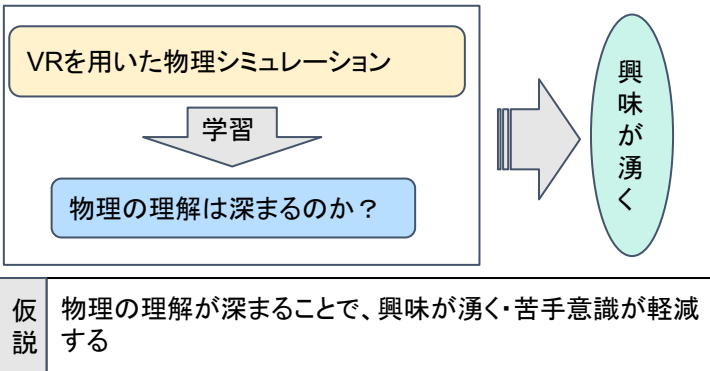 VRを用いた物理シミュレーション
学習
物理の理解は深まるのか？
興味が湧く
仮説
物理の理解が深まることで、興味が湧く・苦手意識が軽減
する